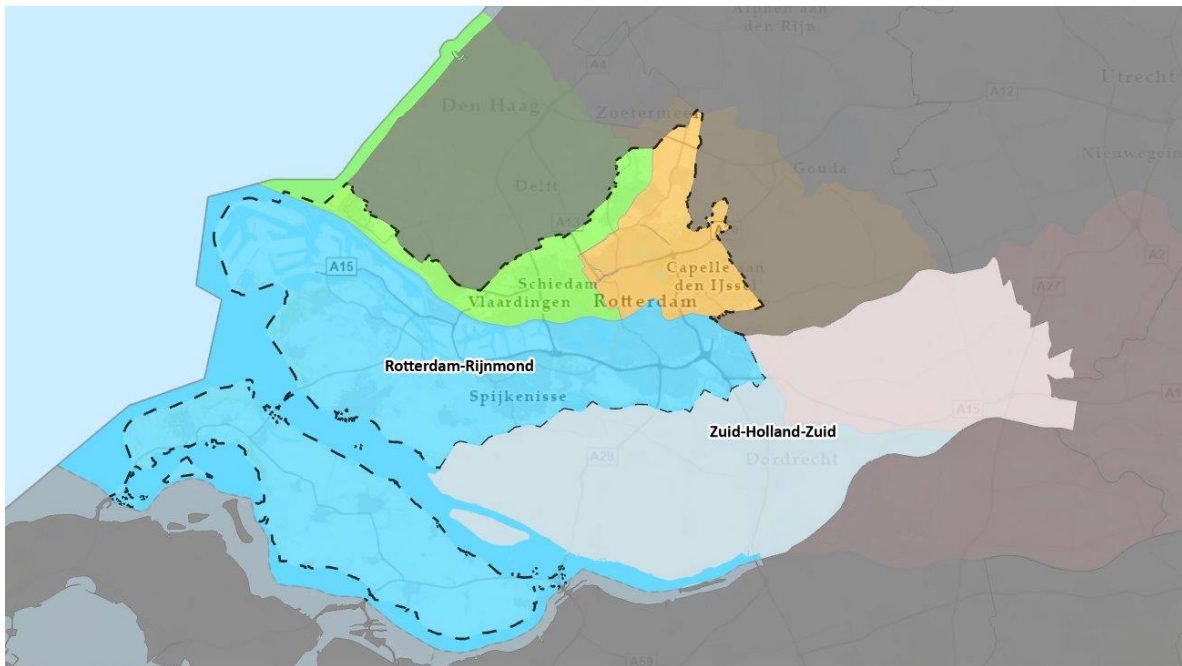 Alphen aan
den Rijn
Utrecht
A4
A12
Den Haag
Zoetermeer
Nieuwegein
Gouda
Delft
A13
A2
A15
Capelle aan
den IJssel
A27
Schiedam
Vlaardingen
Rotterdam
Rotterdam-Rijnmond
Spijkenisse
A15
Zuid-Holland-Zuid
A29
Dordrecht
A59